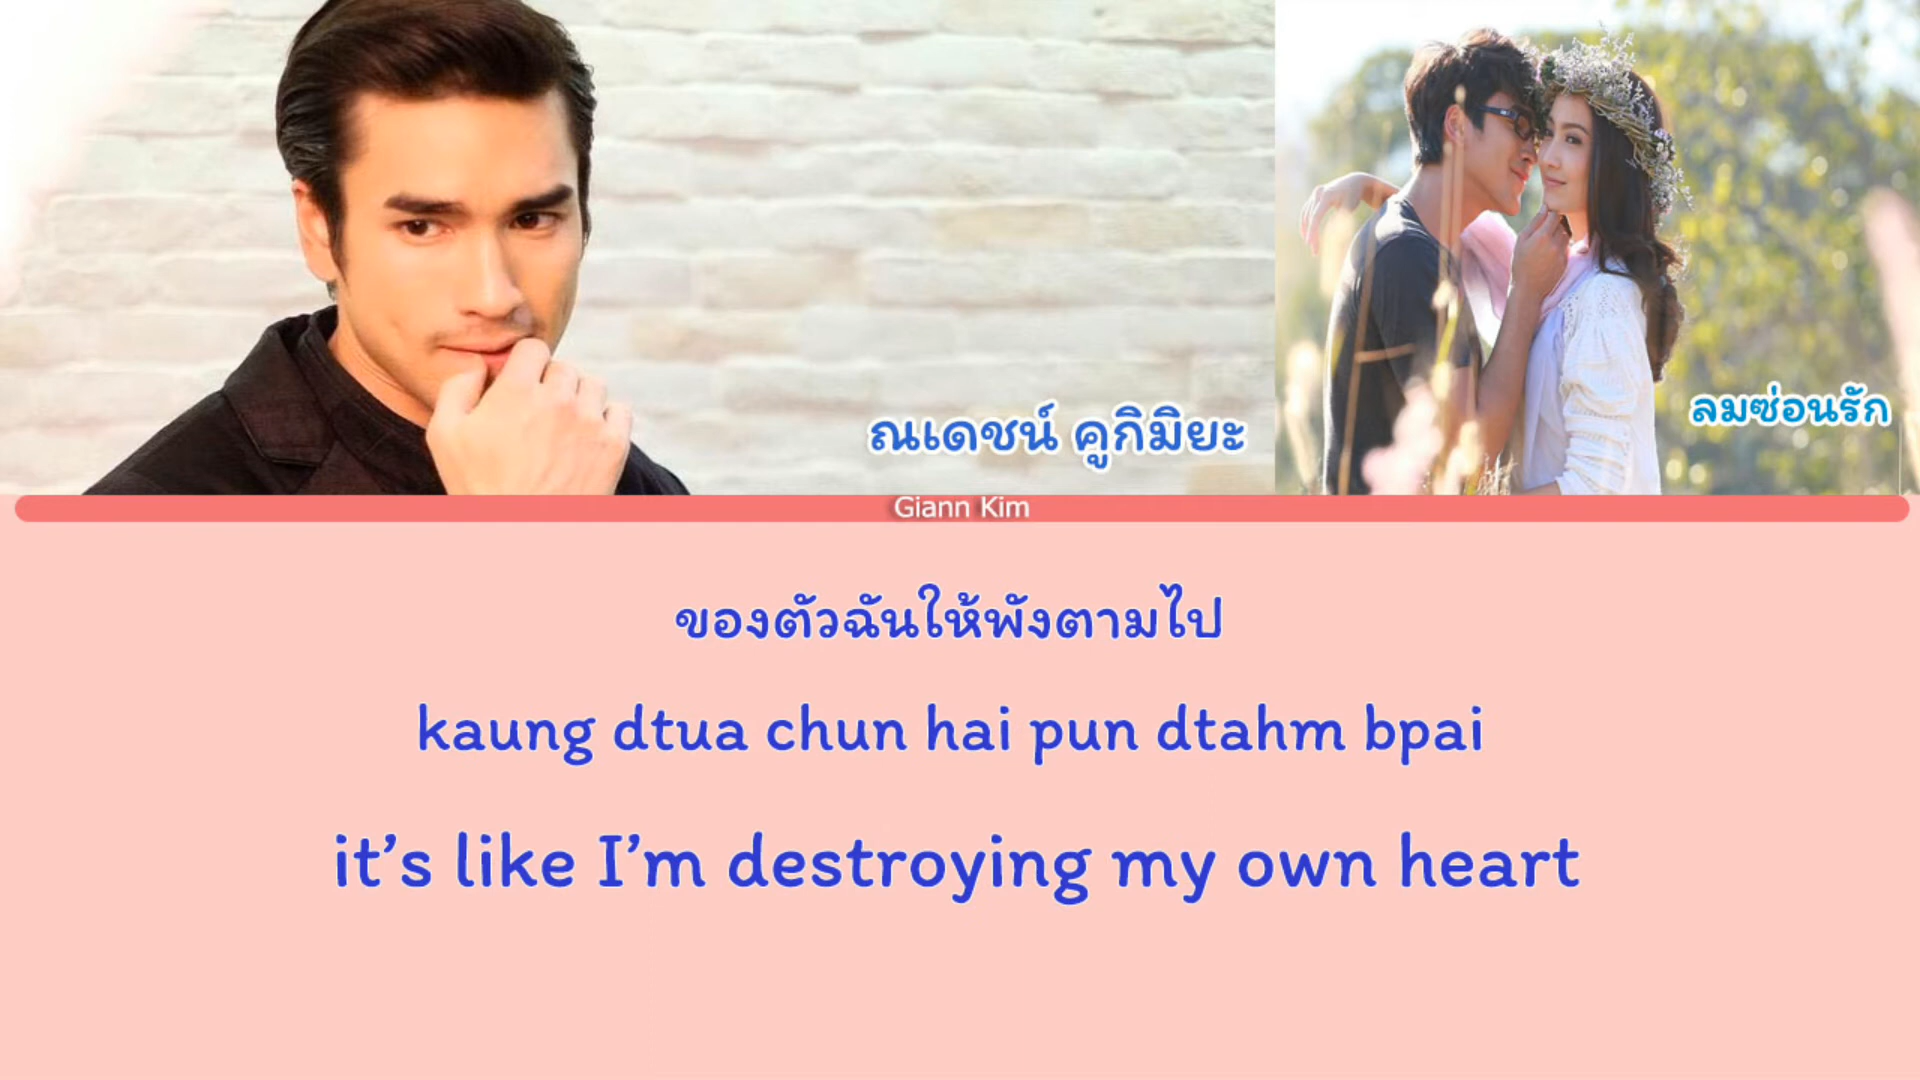 ณเดชน์ คูกิมิยะ
ลมซ่อนรัก
Giann Kim
ของตัวฉันให้พังตามไป
kaung dtua chun hai pun dtahm bpai
it's like I'm destroying my own heart